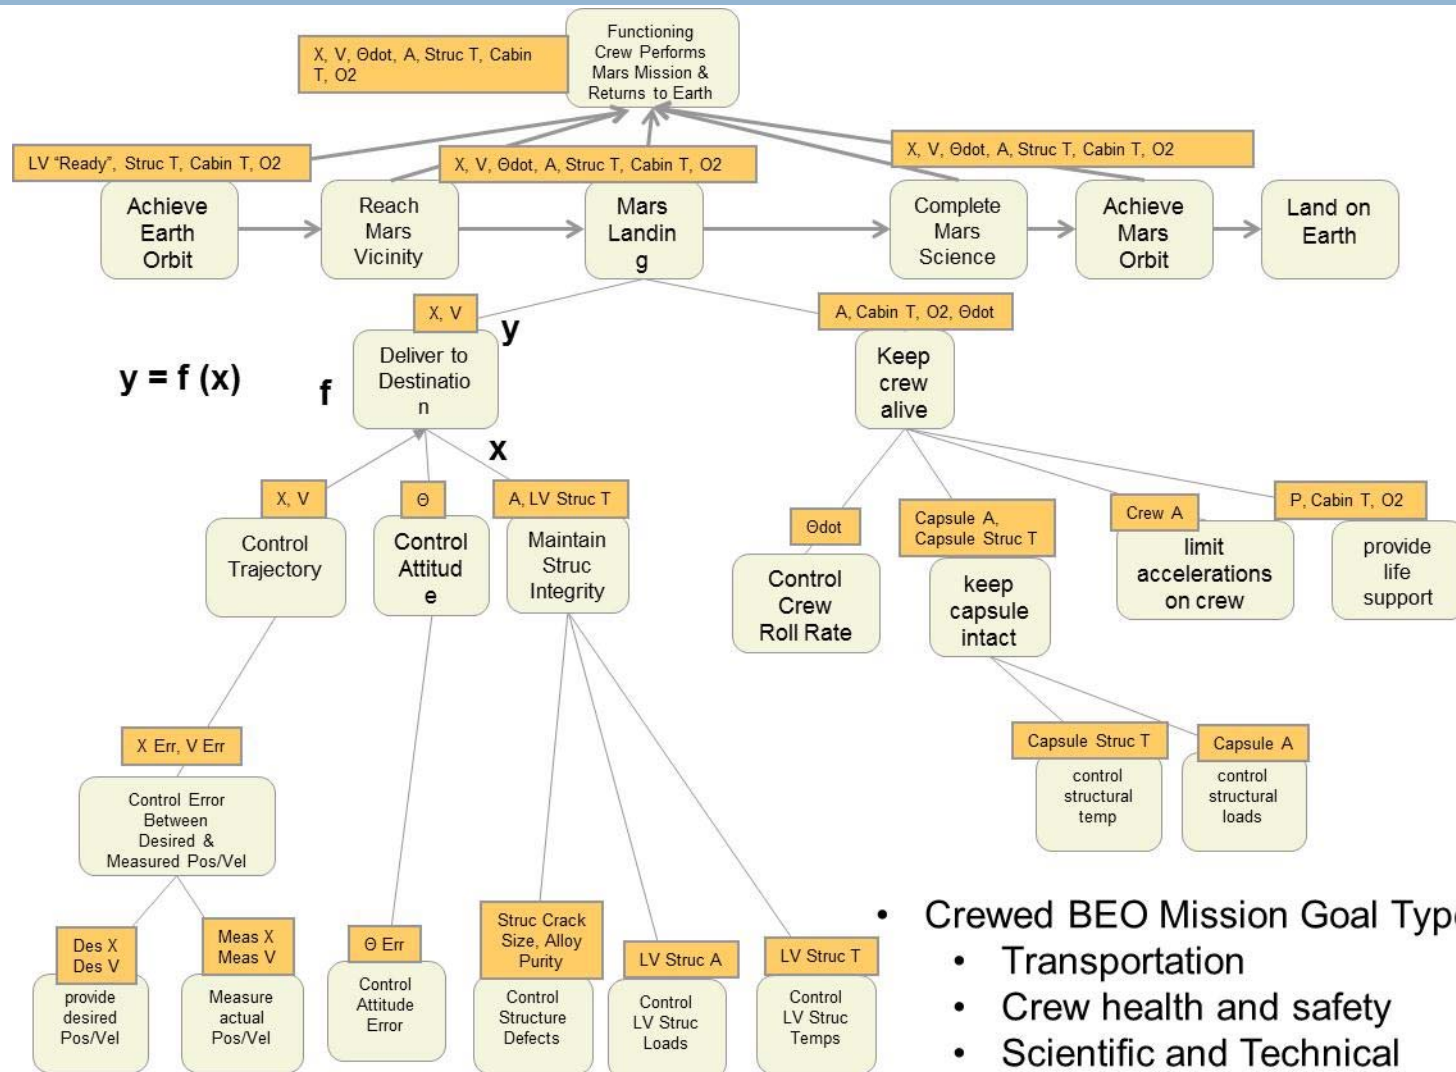 Functioning
Crew Performs
Mars Mission &
Returns to Earth
X, V, Θdot, A, Struc T, Cabin
T, O2
LV "Ready", Struc T, Cabin T, O2
X, V, Θdot, A, Struc T, Cabin T, O2
X, V, Θdot, A, Struc T, Cabin T, O2
Achieve
Earth
Orbit
Reach
Mars
Vicinity
Mars
Landin
g
Complete
Mars
Science
Achieve
Mars
Orbit
Land on
Earth
X, V
y
A, Cabin T, O2, Θdot
y = f (x)
f
Deliver to
Destinatio
n
Keep
crew
alive
x
X, V
Control
Trajectory
Θ
Control
Attitud
e
A, LV Struc T
Maintain
Struc
Integrity
Θdot
Control
Crew
Roll Rate
Capsule A,
Capsule Struc T
keep
capsule
intact
Crew A
limit
accelerations
on crew
P, Cabin T, O2
provide
life
support
X Err, V Err
Control Error
Between
Desired &
Measured Pos/Vel
Capsule Struc T
control
structural
temp
Capsule A
control
structural
loads
Des X
Des V
provide
desired
Pos/Vel
Meas X
Meas V
Measure
actual
Pos/Vel
Θ Err
Control
Attitude
Error
Struc Crack
Size, Alloy
Purity
Control
Structure
Defects
LV Struc A
Control
LV Struc
Loads
LV Struc T
Control
LV Struc
Temps
• Crewed BEO Mission Goal Type
• Transportation
• Crew health and safety
• Scientific and Technical